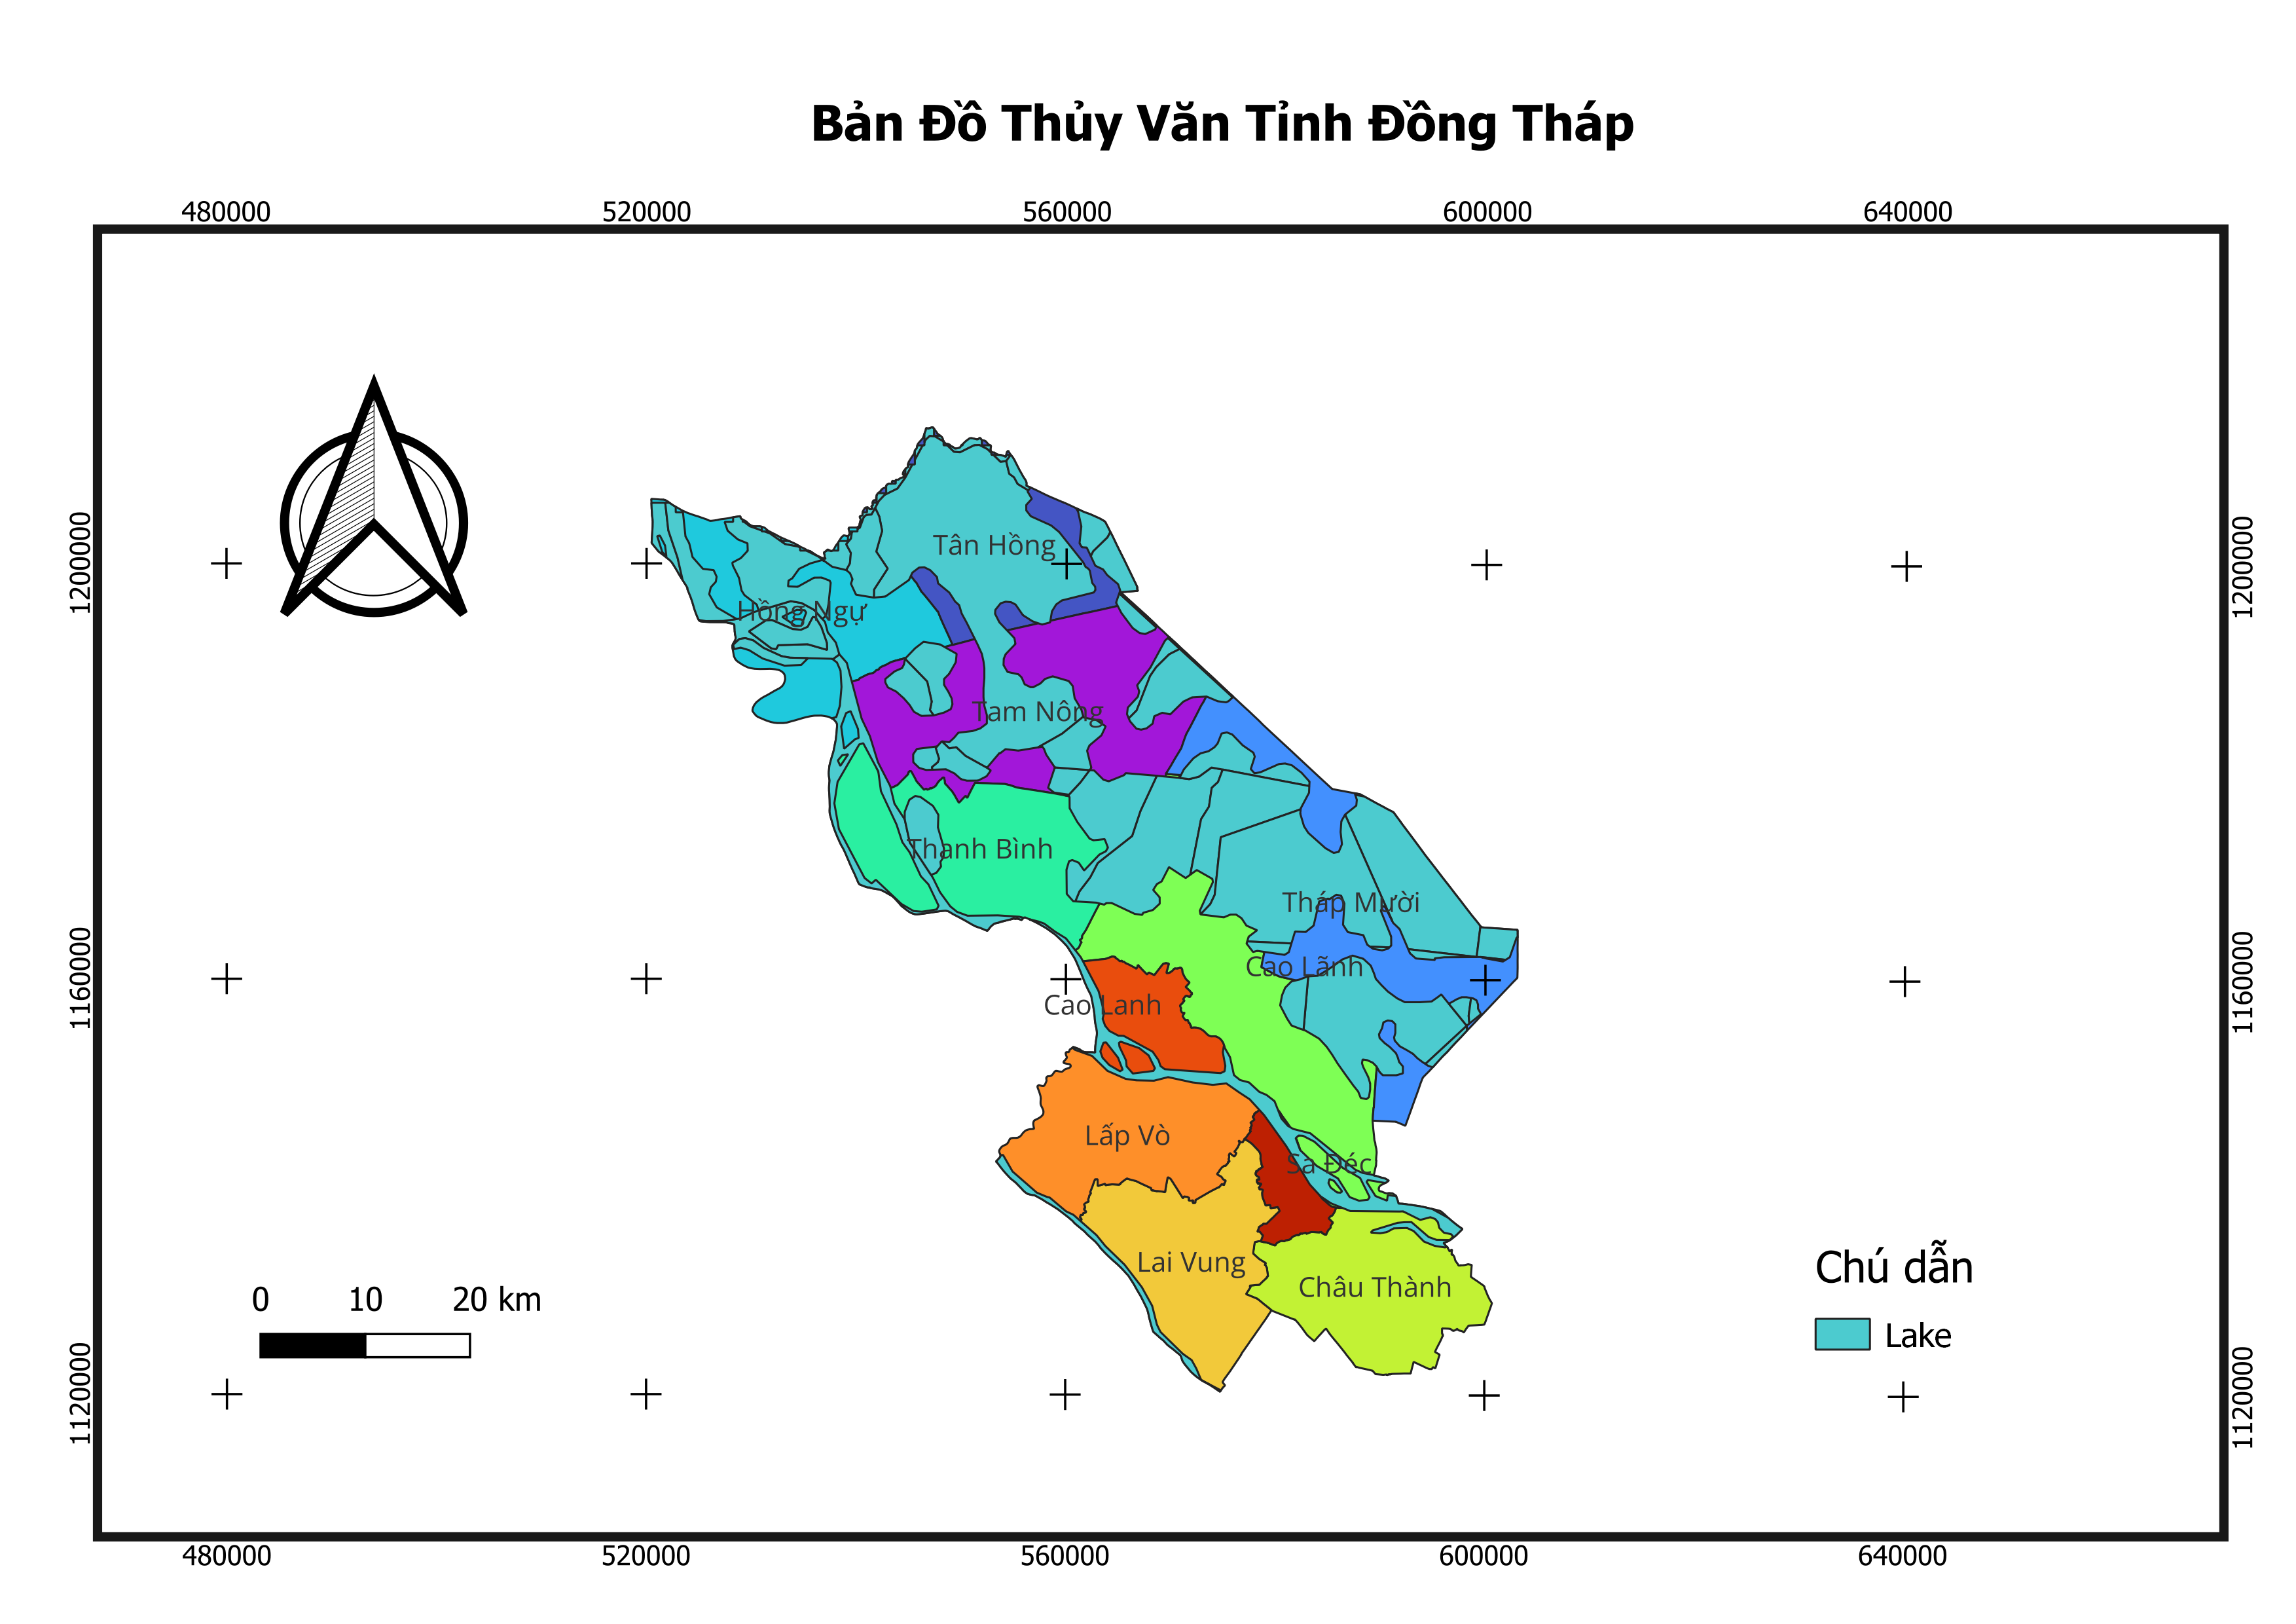 Bản Đồ Thủy Văn Tỉnh Đồng Tháp
480000 520000 560000 600000 640000
1200000 1200000
Tân Hồng
Hồng Ngự
Tam Nông
Thanh Bình
Tháp Mười
Cao Lãnh
1160000 1160000
Cao Lanh
Lấp Vò
Sa Đéc
Lai Vung
Châu Thành
Chú dẫn
Lake
0 10 20 km
1120000 1120000
480000 520000 560000 600000 640000